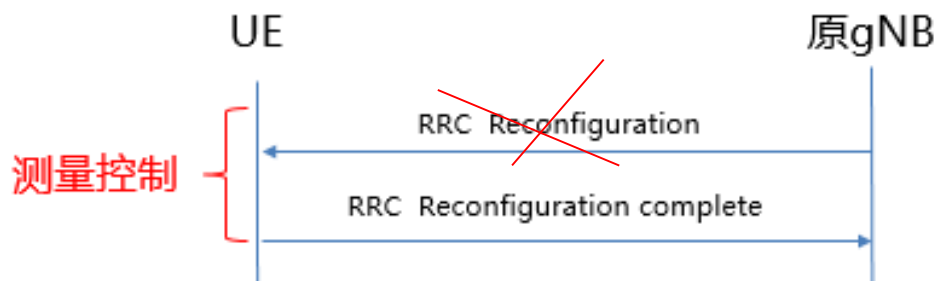 UE
原gNB
RRC Reconfiguration
测量控制
RRC Reconfiguration complete